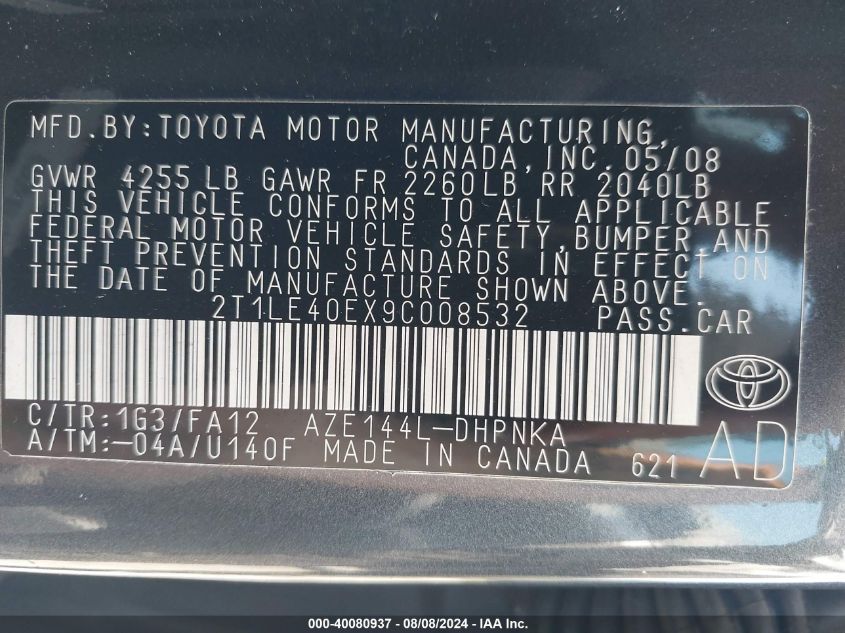 MFD.BY:TOYOTA MOTOR MANUFACTURING,
CANADA,INC. 05/08
GVWR 4255 LB GAWR FR 2260LB RR 2040LB
THIS VEHICLE CONFORMS TO ALL APPLICABLE
FEDERAL MOTOR VEHICLE SAFETY,BUMPER,AND
THEFT PREVENTION STANDARDS IN EFFECT ON
THE DATE OF MANUFACTURE SHOWN ABOVE.
2T1LE40EX9C008532 PASS.CAR
C/TR:1G3/FA12 AZE144L-DHPNKA
A/TM:-04A/U140F MADE IN CANADA 621 AD
000-40080937 - 08/08/2024 - IAA, Inc.